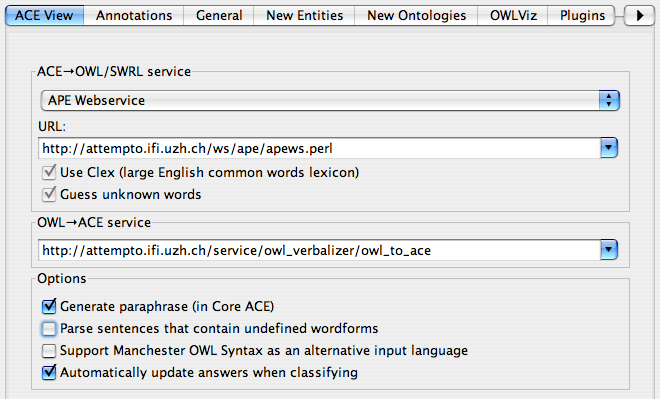 ACE View Annotations General New Entities New Ontologies OWLViz Plugins
ACE→OWL/SWRL service
APE Webservice
URL:
http://attempto.ifi.uzh.ch/ws/ape/apews.perl
Use Clex (large English common words lexicon)
Guess unknown words
OWL→ACE service
http://attempto.ifi.uzh.ch/service/owl_verbalizer/owl_to_ace
Options
Generate paraphrase (in Core ACE)
Parse sentences that contain undefined wordforms
Support Manchester OWL Syntax as an alternative input language
Automatically update answers when classifying